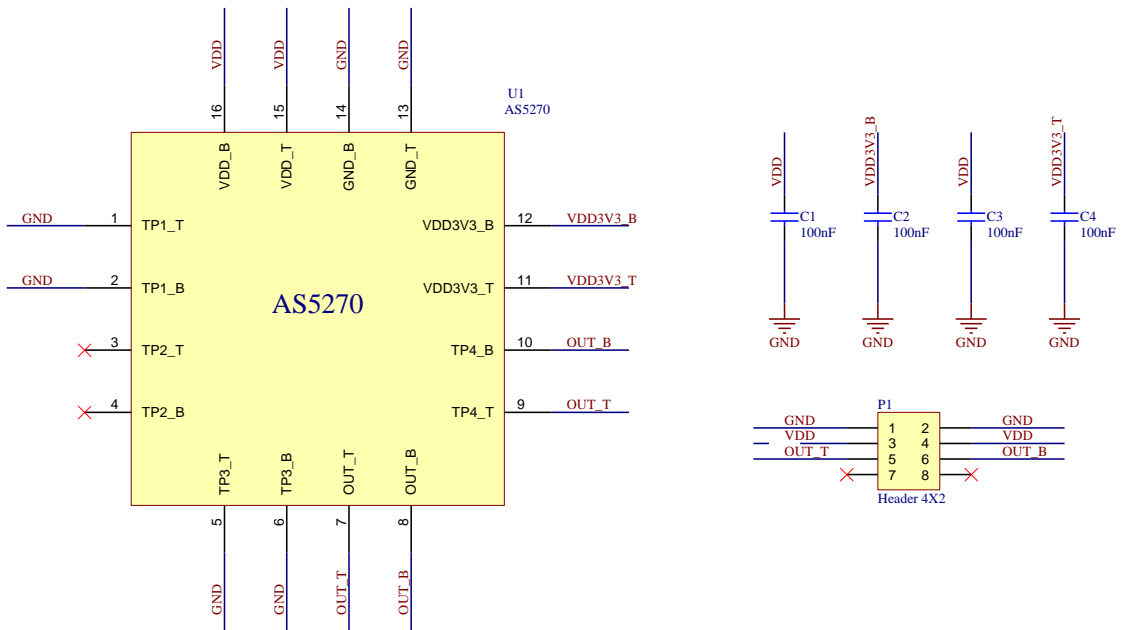 VDD
VDD
GND
GND
16
15
14
13
U1
AS5270
VDD_B
VDD_T
GND_B
GND_T
GND 1 TP1_T
VDD3V3_B 12 VDD3V3_B
GND 2 TP1_B
VDD3V3_T 11 VDD3V3_T
AS5270
3 TP2_T
TP4_B 10 OUT_B
4 TP2_B
TP4_T 9 OUT_T
TP3_T
TP3_B
OUT_T
OUT_B
5
6
7
8
GND
GND
OUT_T
OUT_B
VDD
VDD3V3_B
VDD
VDD3V3_T
C1
100nF
C2
100nF
C3
100nF
C4
100nF
GND
GND
GND
GND
P1
GND 1 2 GND
VDD 3 4 VDD
OUT_T 5 6 OUT_B
7 8
Header 4X2